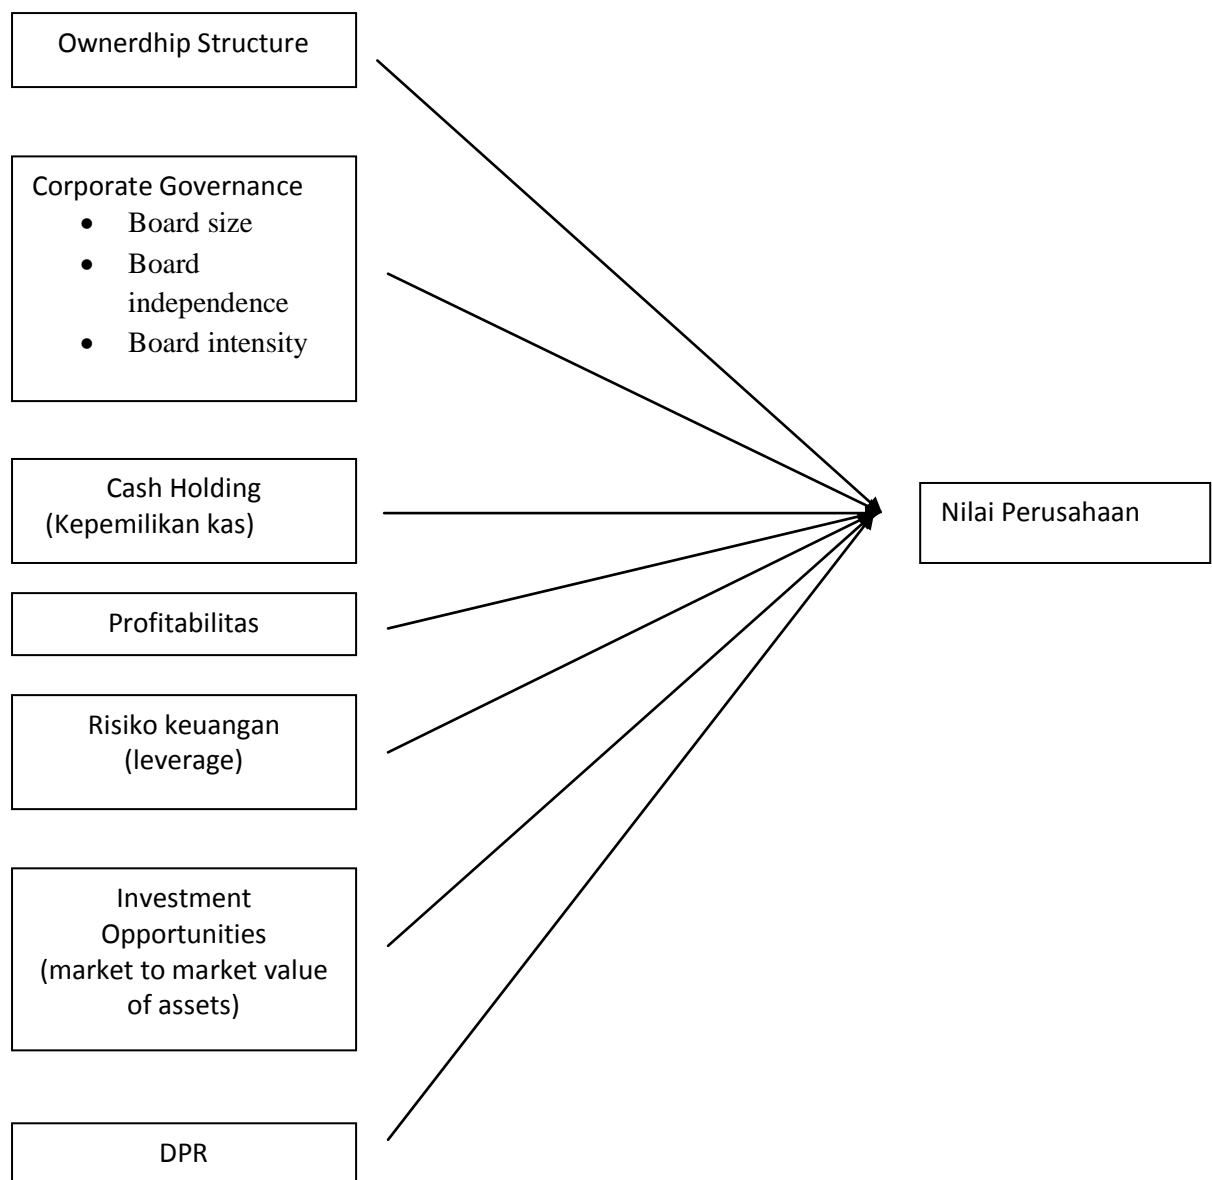 Ownerdhip Structure
Corporate Governance
• Board size
• Board
independence
• Board intensity
Cash Holding
(Kepemilikan kas)
Nilai Perusahaan
Profitabilitas
Risiko keuangan
(leverage)
Investment
Opportunities
(market to market value
of assets)
DPR